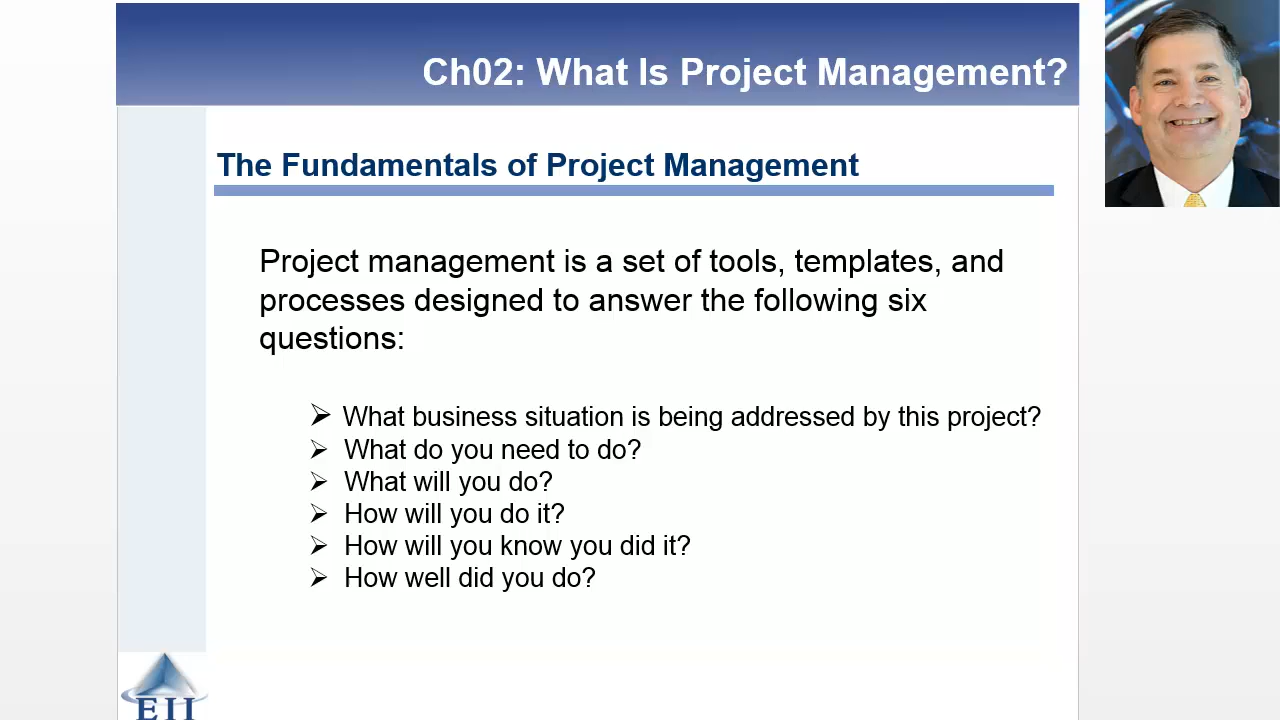 Ch02: What Is Project Management?
The Fundamentals of Project Management
Project management is a set of tools, templates, and
processes designed to answer the following six
questions:
What business situation is being addressed by this project?
What do you need to do?
What will you do?
How will you do it?
How will you know you did it?
How well did you do?
EII